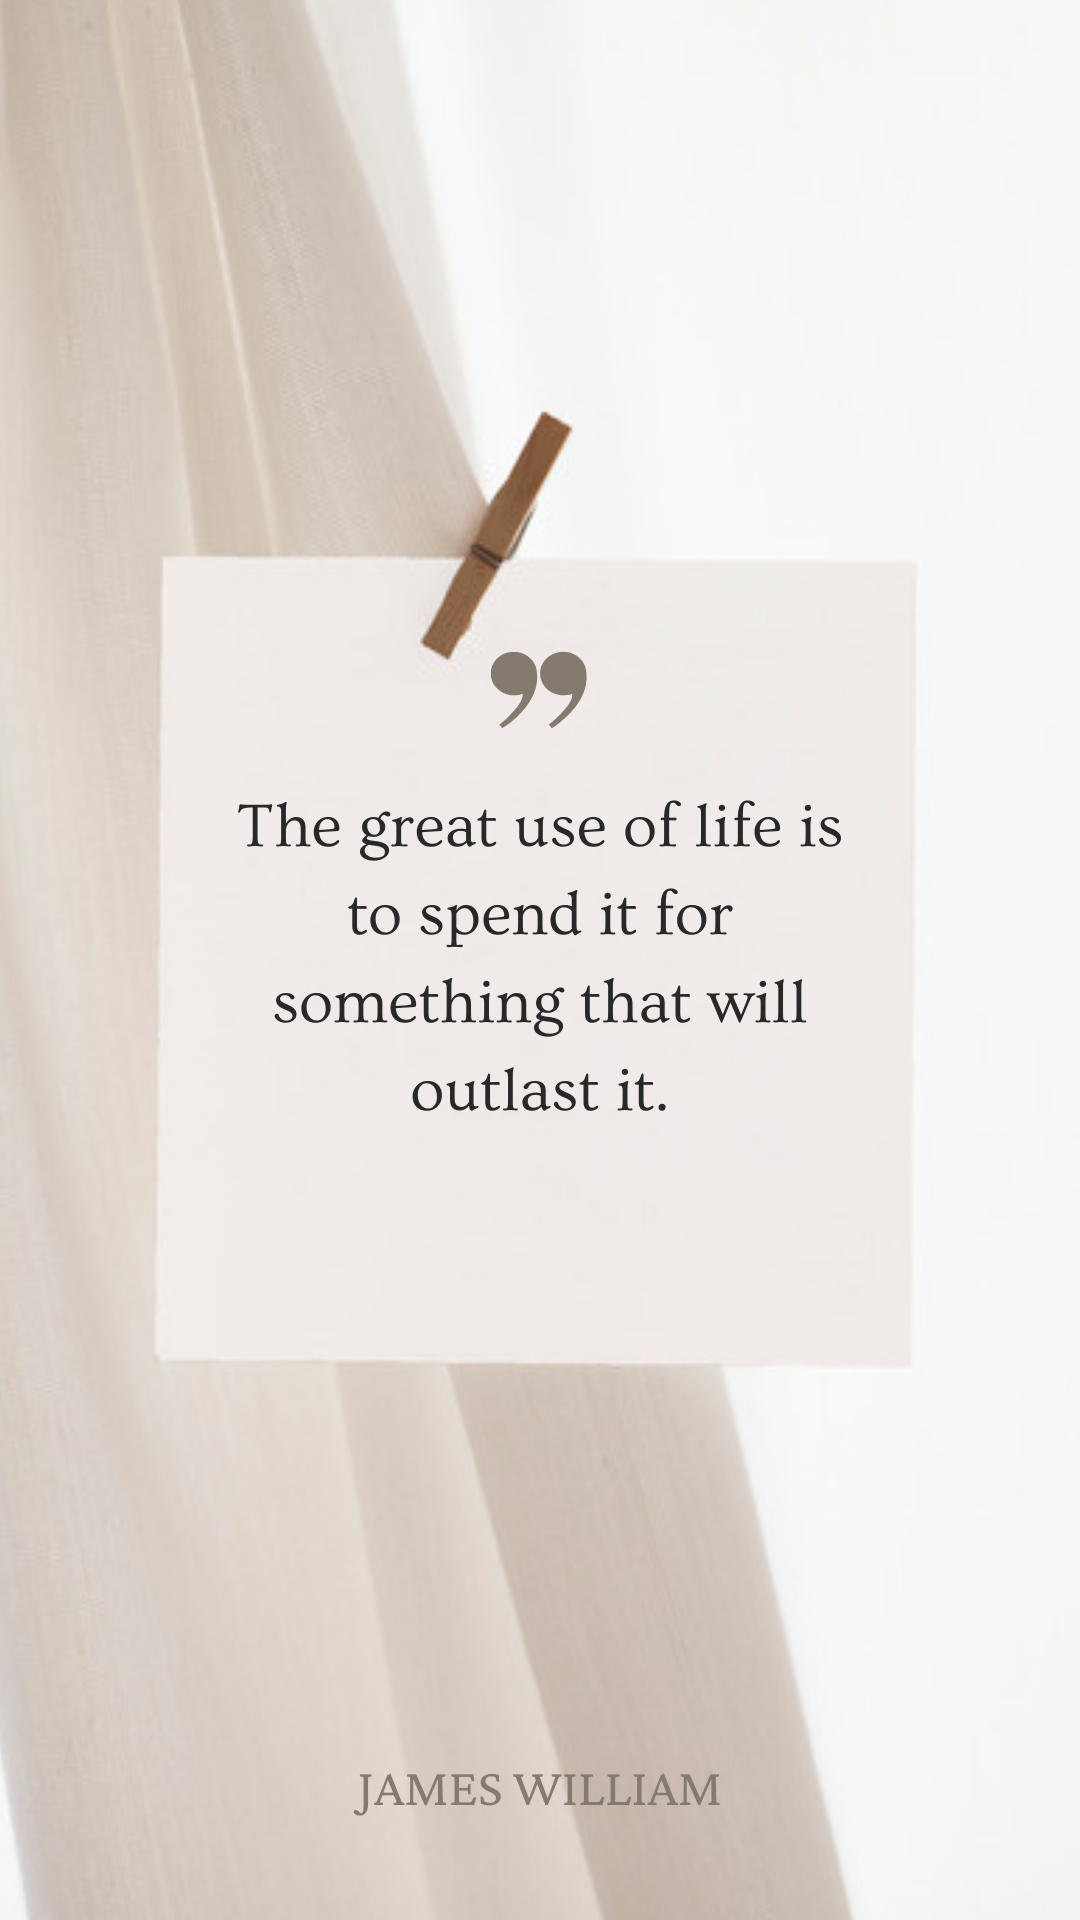 ”
The great use of life is
to spend it for
something that will
outlast it.
JAMES WILLIAM